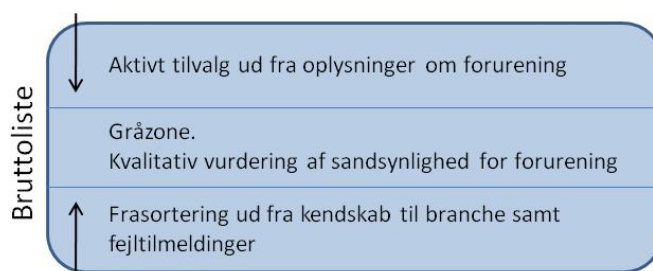 Bruttoliste
Aktivt tilvalg ud fra oplysninger om forurening
Gråzone.
Kvalitativ vurdering af sandsynlighed for forurening
Frasortering ud fra kendskab til branche samt
fejltilmeldinger